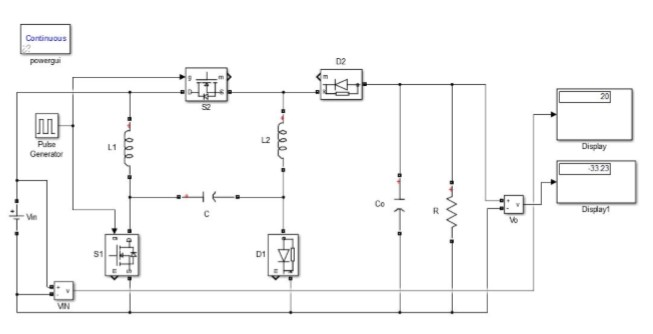 Continuous
powergui
D2
g
m
D
S
S2
m
20
Display
Pulse
Generator
L1
L2
-33.23
Display1
C
Co
R
v
Vo
Vin
S1
D1
v
VIN